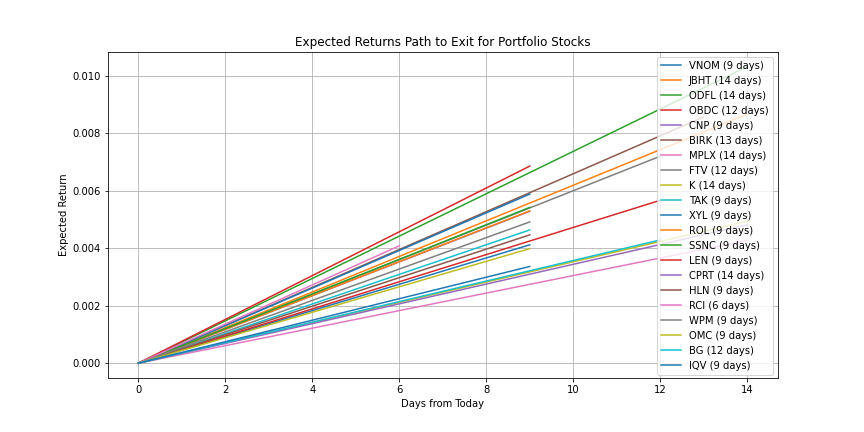 Expected Returns Path to Exit for Portfolio Stocks
Expected Return
0.010
0.008
0.006
0.004
0.002
0.000
0
2
4
6
8
10
12
14
Days from Today
VNOM (9 days)
JBHT (14 days)
ODFL (14 days)
OBDC (12 days)
CNP (9 days)
BIRK (13 days)
MPLX (14 days)
FTV (12 days)
K (14 days)
TAK (9 days)
XYL (9 days)
ROL (9 days)
SSNC (9 days)
LEN (9 days)
CPRT (14 days)
HLN (9 days)
RCI (6 days)
WPM (9 days)
OMC (9 days)
BG (12 days)
IQV (9 days)